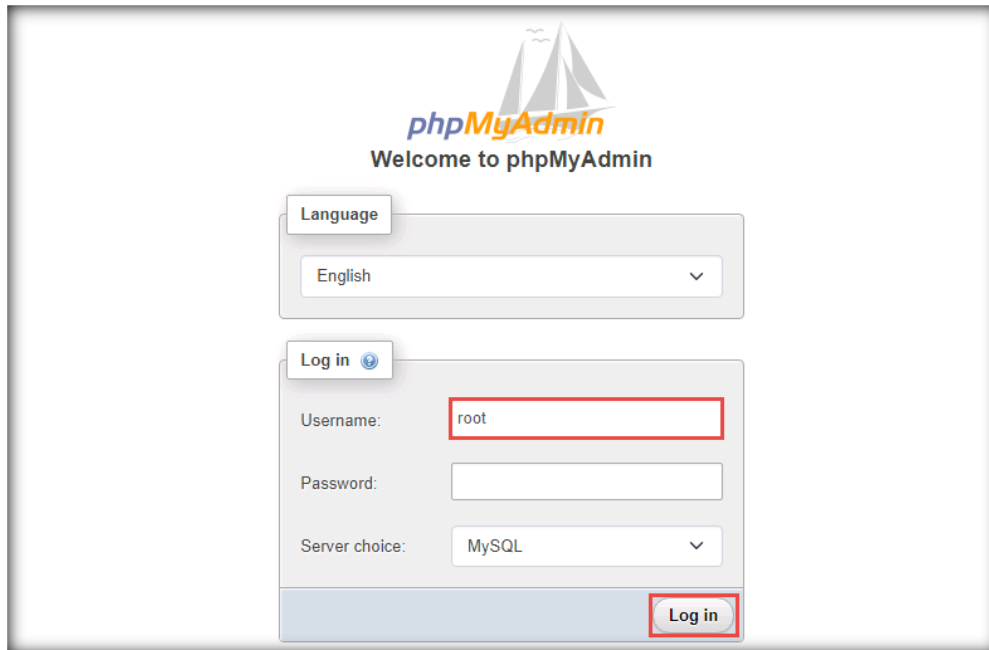 phpMyAdmin
Welcome to phpMyAdmin
Language
English
Log in
Username:
root
Password:
Server choice:
MySQL
Log in